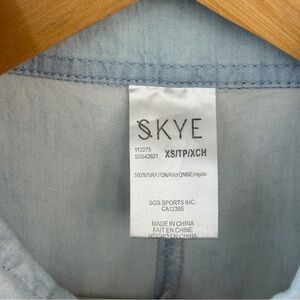 SKYE
112275
SK642621 XS/TP/XCH
100%RAYON/RAYONNE/rayón
SGS SPORTS INC.
CA12305
MADE IN CHINA
FAIT EN CHINE
HECHO EN CHINA